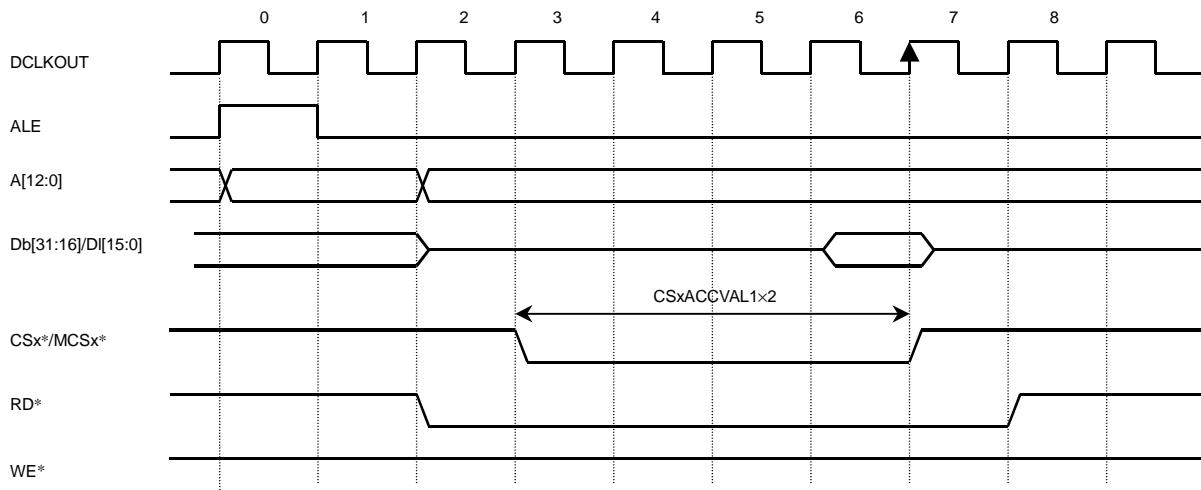 0 1 2 3 4 5 6 7 8
DCLKOUT
ALE
A[12:0]
Db[31:16]/Dl[15:0]
CSxACCVAL1×2
CSx*/MCSx*
RD*
WE*